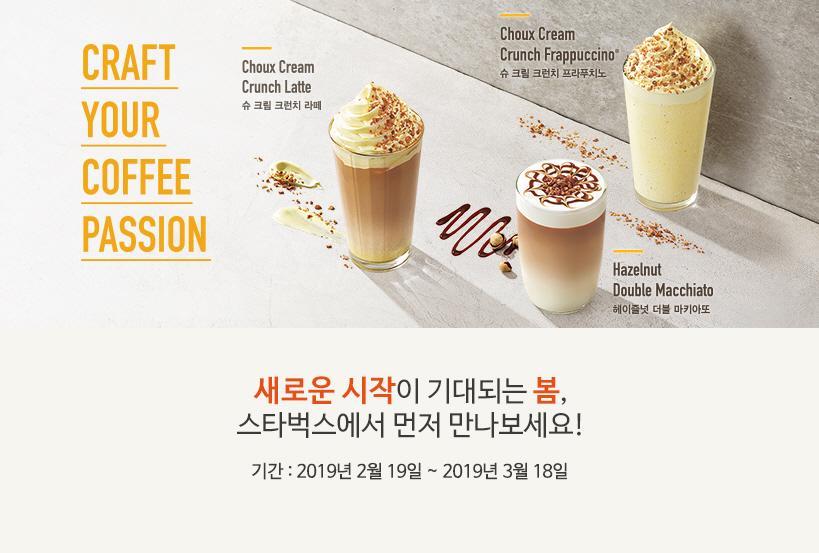 CRAFT
YOUR
COFFEE
PASSION
Choux Cream
Crunch Latte
슈 크림 크런치 라떼
Choux Cream
Crunch Frappuccino®
슈 크림 크런치 프라푸치노
Hazelnut
Double Macchiato
헤이즐넛 더블 마키아또
새로운 시작이 기대되는 봄,
스타벅스에서 먼저 만나보세요!
기간 : 2019년 2월 19일 ~ 2019년 3월 18일